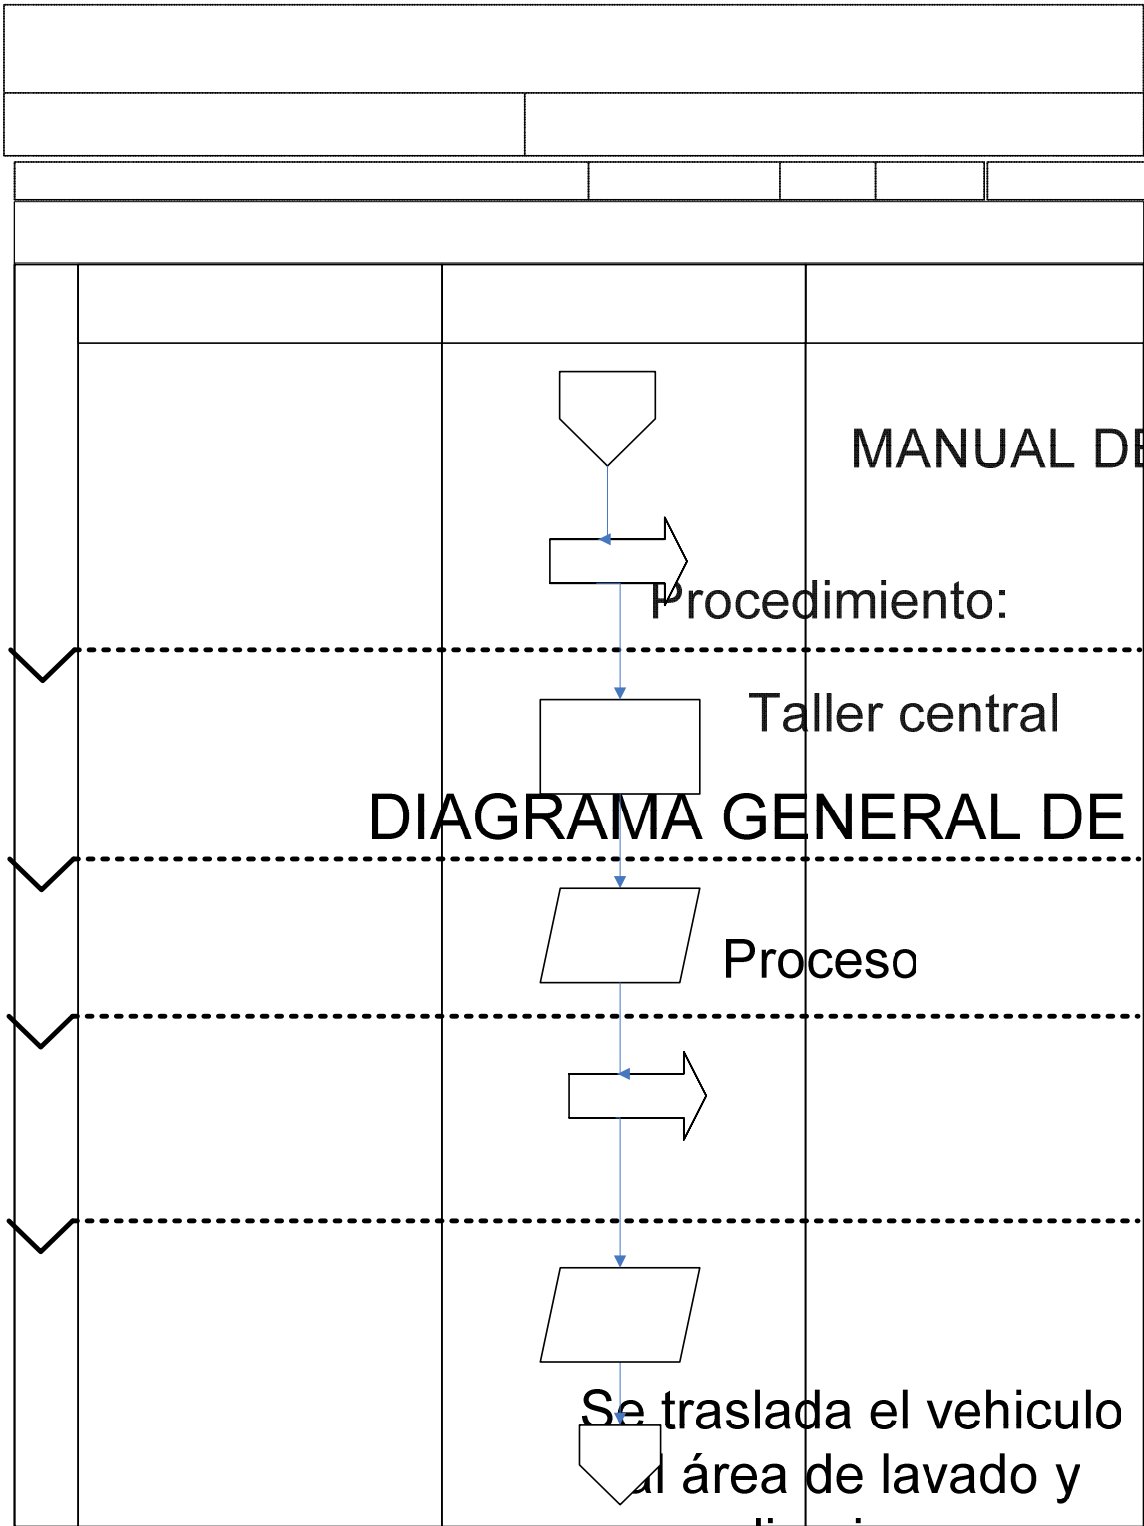 MANUAL DE
Procedimiento:
Taller central
DIAGRAMA GENERAL DE
Proceso
Se traslada el vehiculo
al área de lavado y